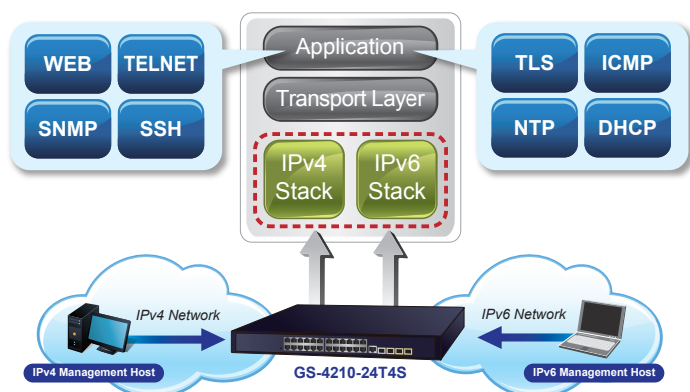 WEB
TELNET
SNMP
SSH
Application
Transport Layer
IPv4
Stack
IPv6
Stack
TLS
ICMP
NTP
DHCP
IPv4 Network
IPv6 Network
IPv4 Management Host
GS-4210-24T4S
IPv6 Management Host